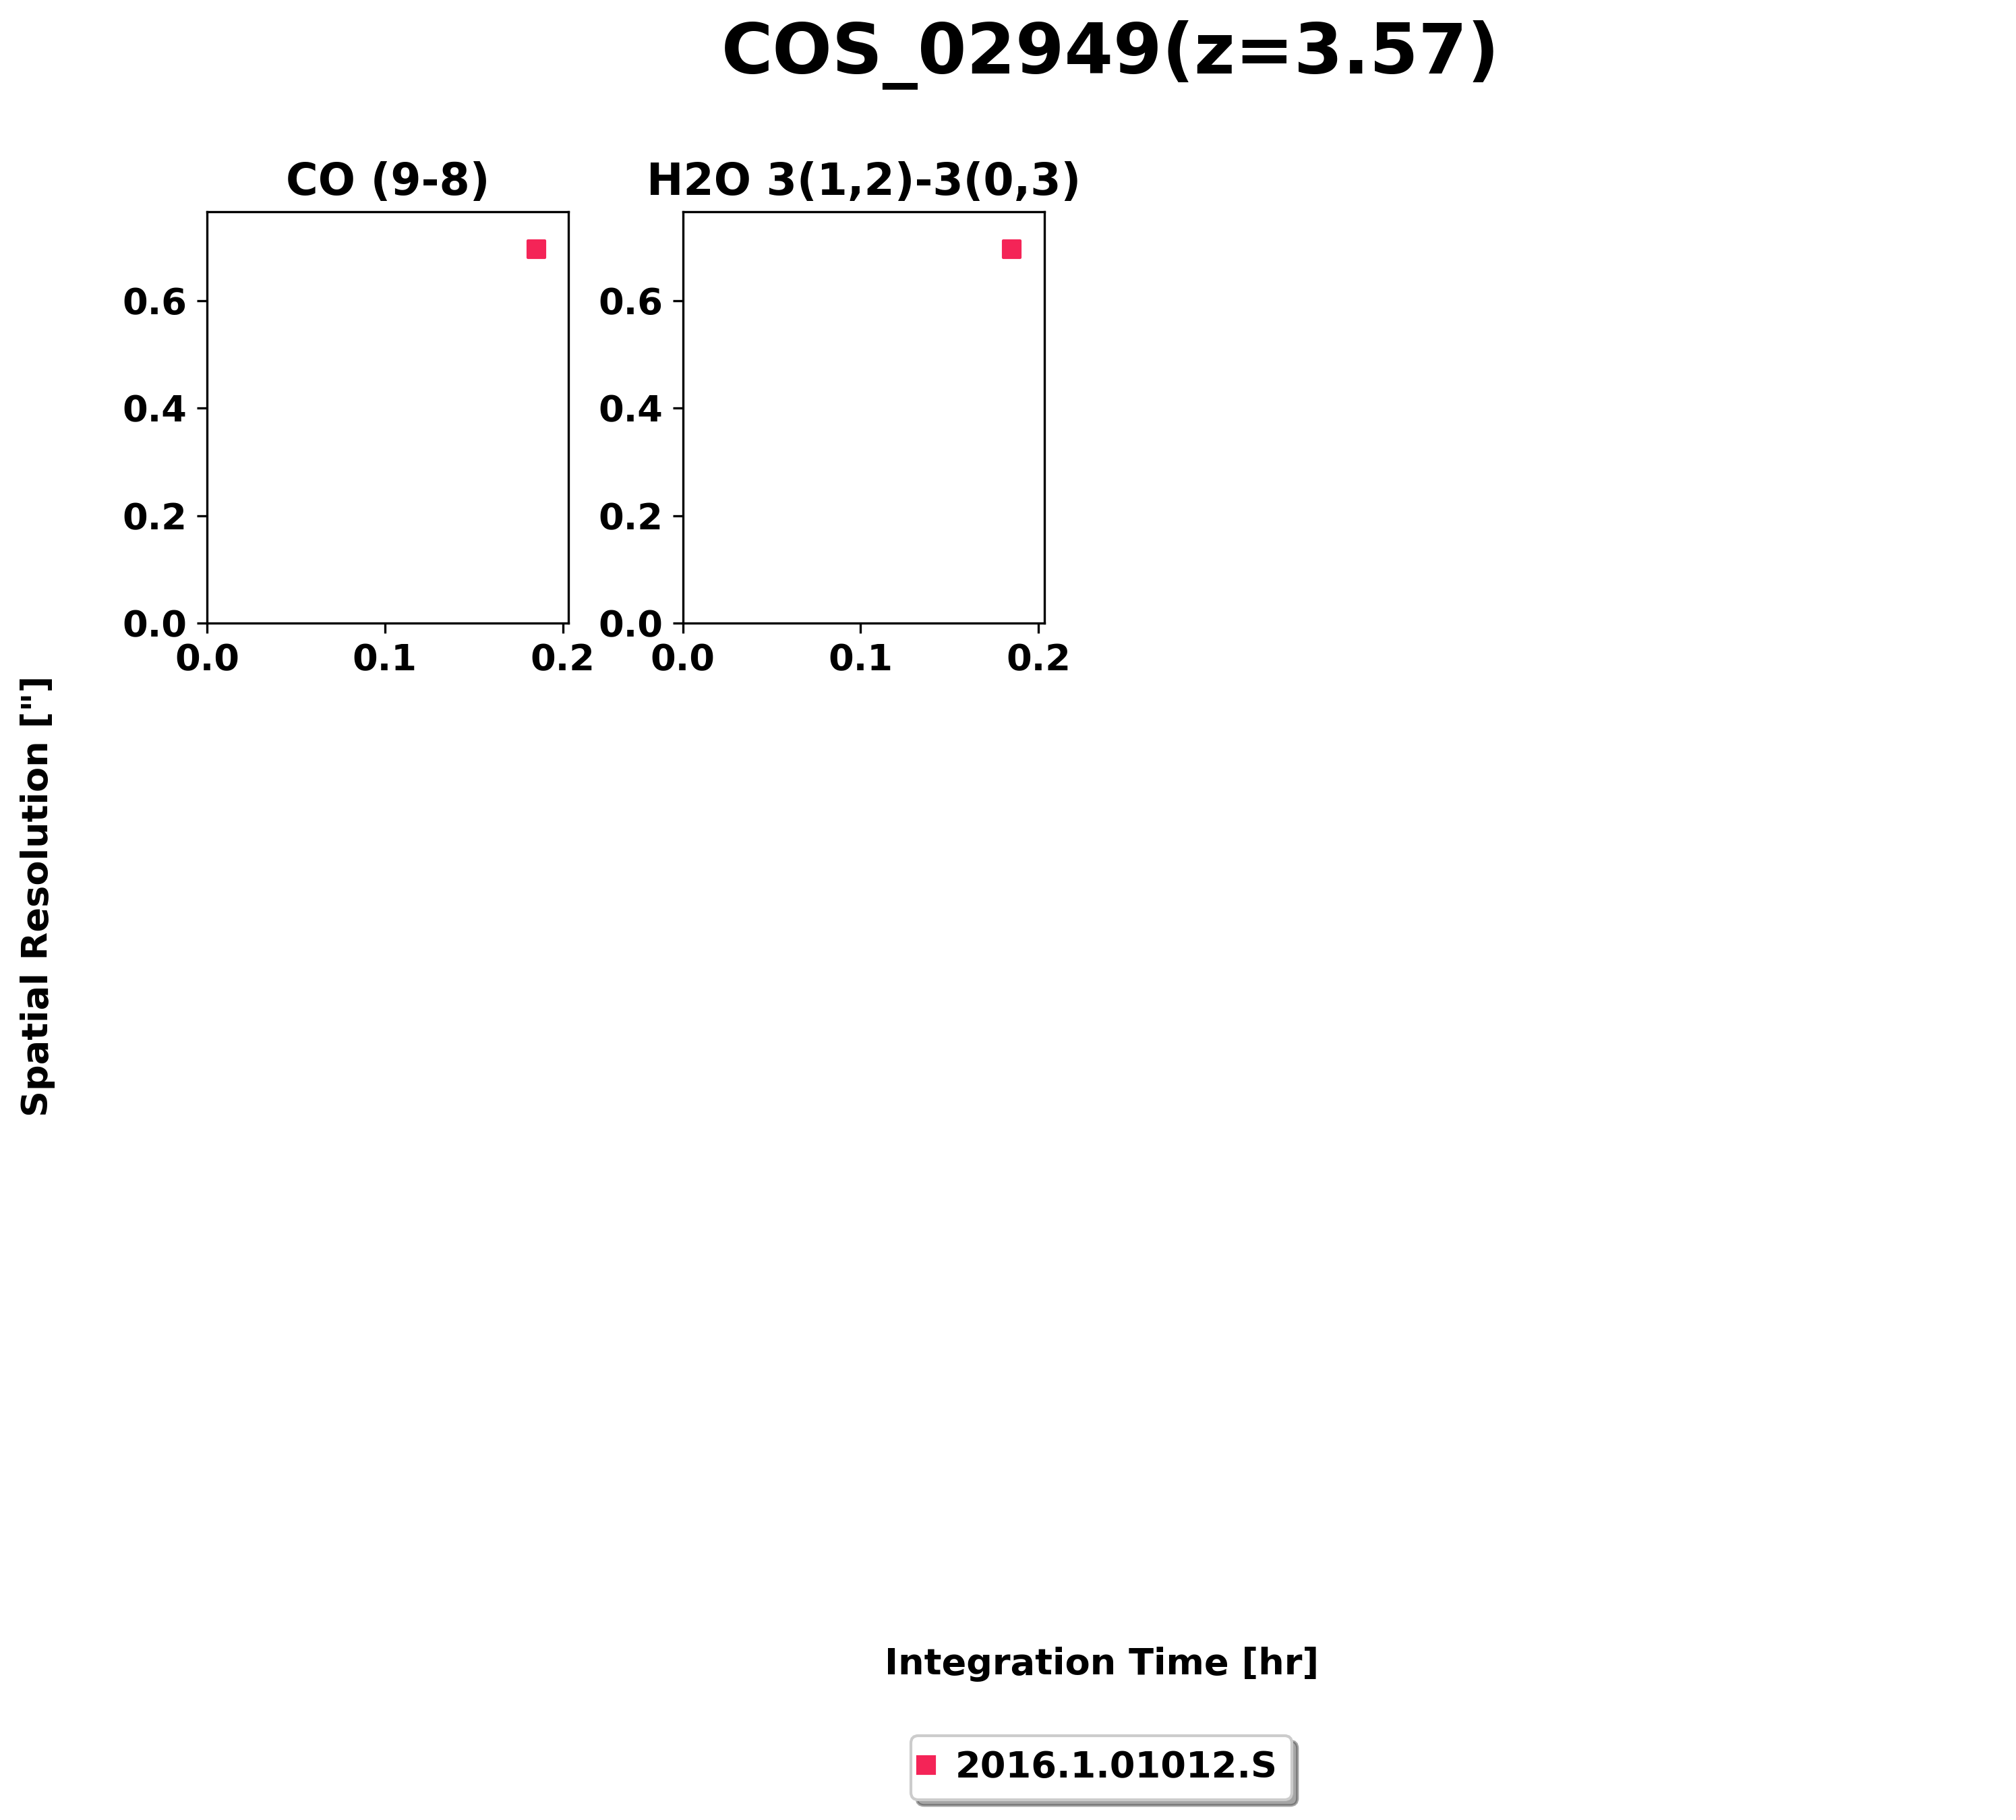 COS_02949(z=3.57)
CO (9-8)
H2O 3(1,2)-3(0,3)
0.6
0.4
0.2
0.0
0.0 0.1 0.2
0.6
0.4
0.2
0.0
0.0 0.1 0.2
Spatial Resolution ["]
Integration Time [hr]
2016.1.01012.S